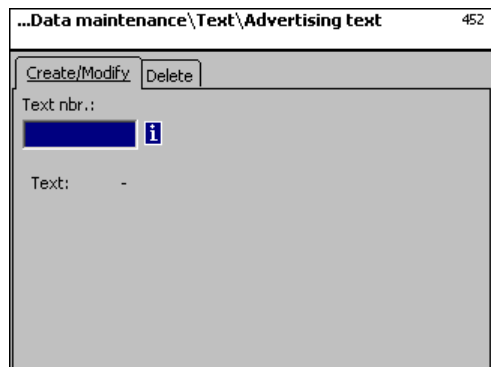 ...Data maintenance\Text\Advertising text 452
Create/Modify Delete
Text nbr.:
i
Text: -